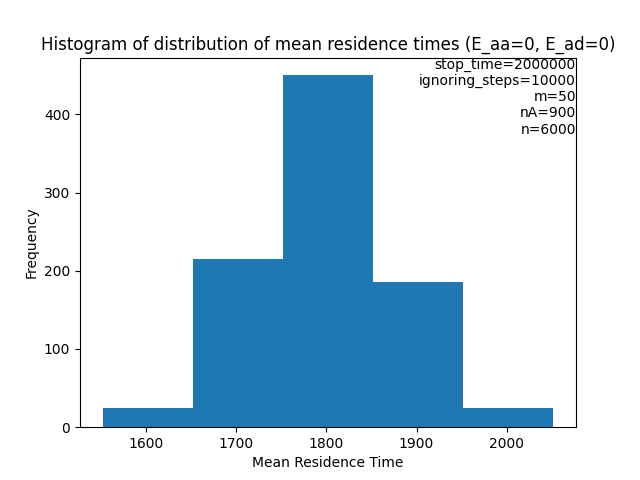 Histogram of distribution of mean residence times (E_aa=0, E_ad=0)
stop_time=2000000
ignoring_steps=10000
m=50
nA=900
n=6000
400
300
200
100
0
Frequency
1600 1700 1800 1900 2000
Mean Residence Time